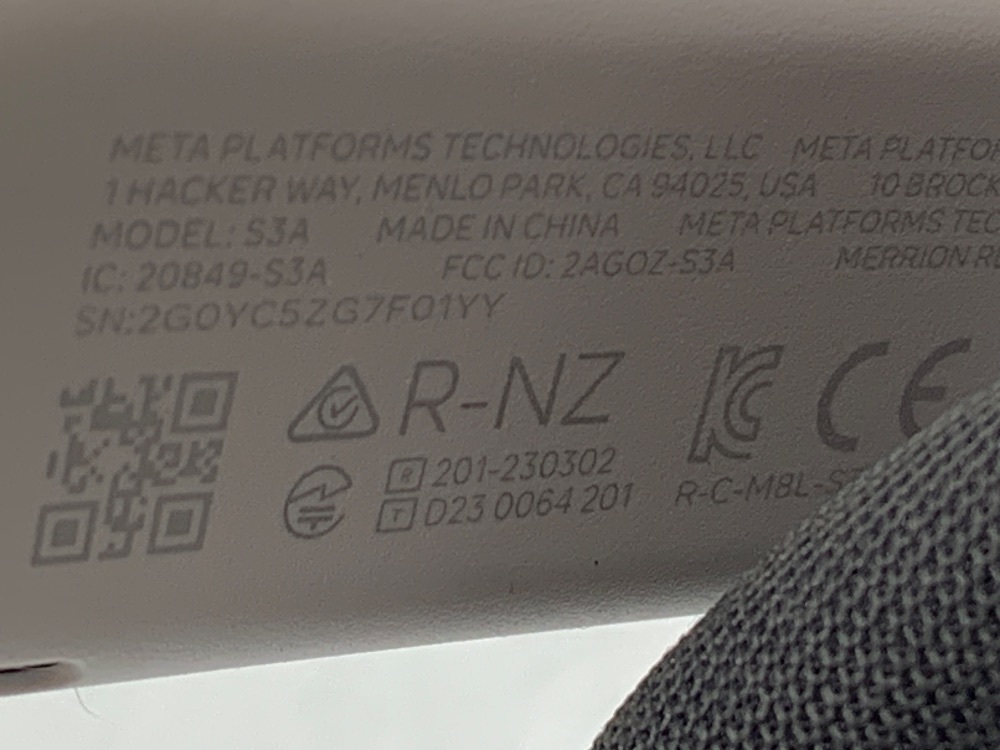 META PLATFORMS TECHNOLOGIES, LLC META PLATFO
1 HACKER WAY, MENLO PARK, CA 94025, USA 10 BROCK
MODEL: S3A MADE IN CHINA META PLATFORMS TEC
IC: 20849-S3A FCC ID: 2AGOZ-S3A MERRION R
SN:2G0YC5ZG7F01YY
R-NZ CE
R 201-230302
T D23 0064 201 R-C-M8L-S